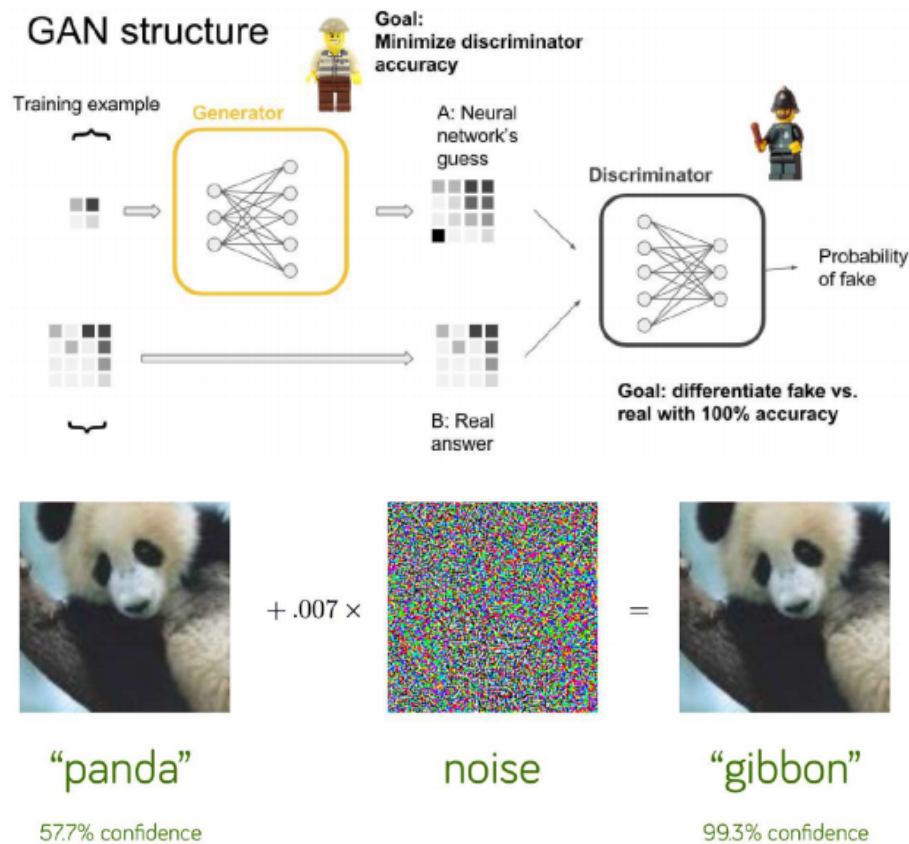 GAN structure
Goal:
Minimize discriminator
accuracy
Training example
Generator
A: Neural
network's
guess
Discriminator
Probability
of fake
B: Real
answer
Goal: differentiate fake vs.
real with 100% accuracy
+ .007 ×
=
“panda”
noise
“gibbon”
57.7% confidence
99.3% confidence